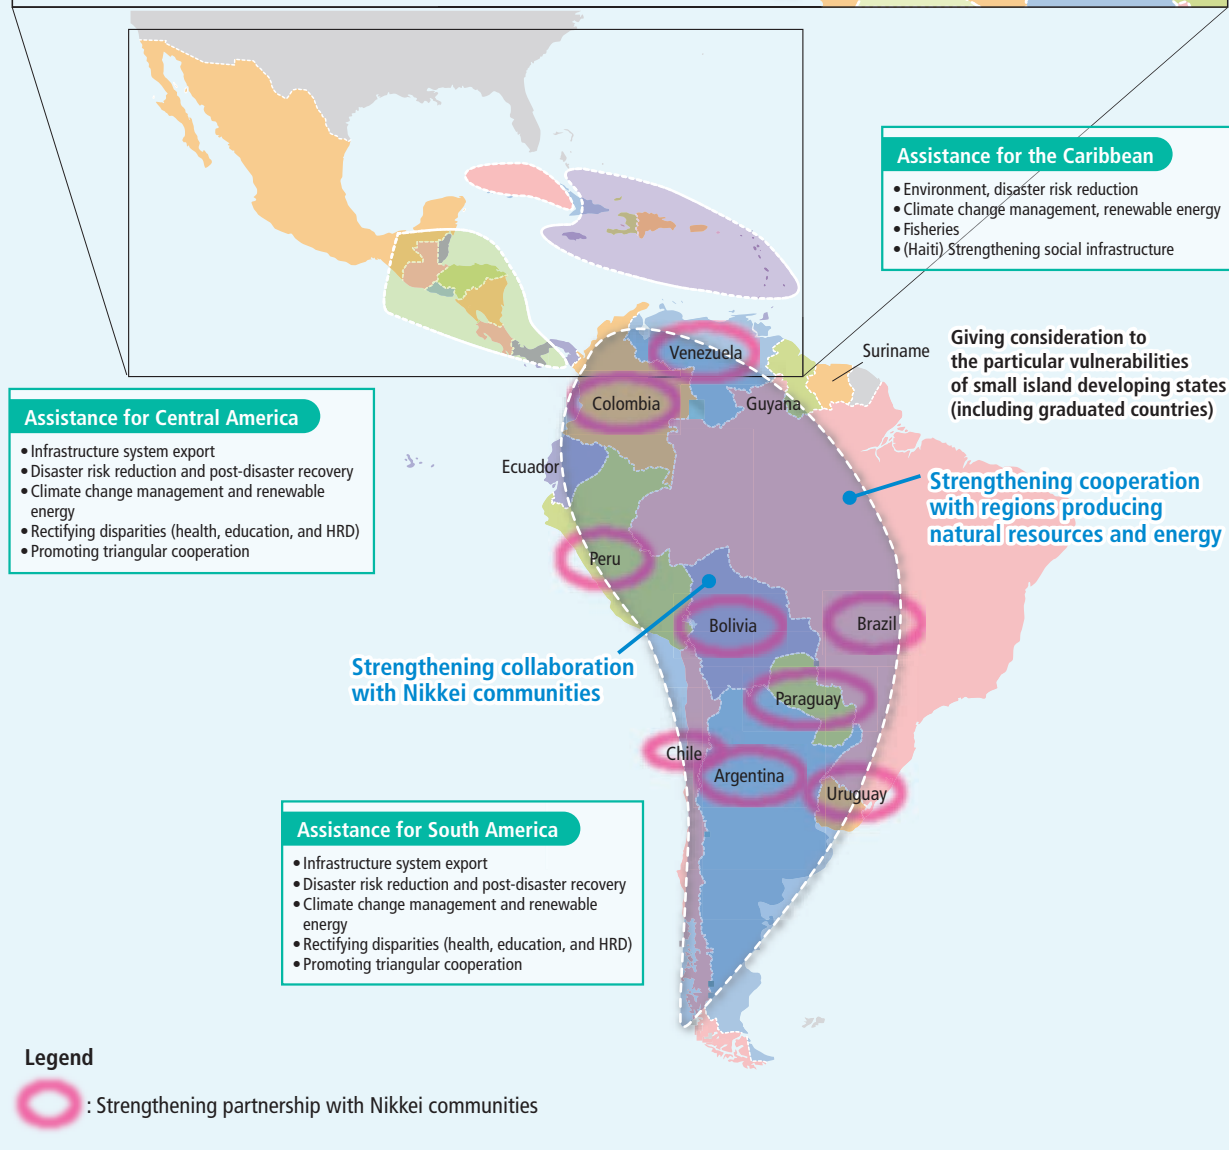 Assistance for the Caribbean
• Environment, disaster risk reduction
• Climate change management, renewable energy
• Fisheries
• (Haiti) Strengthening social infrastructure
Giving consideration to
the particular vulnerabilities
of small island developing states
(including graduated countries)
Suriname
Venezuela
Colombia
Guyana
Ecuador
Assistance for Central America
• Infrastructure system export
• Disaster risk reduction and post-disaster recovery
• Climate change management and renewable
energy
• Rectifying disparities (health, education, and HRD)
• Promoting triangular cooperation
Strengthening cooperation
with regions producing
natural resources and energy
Peru
Bolivia
Brazil
Strengthening collaboration
with Nikkei communities
Paraguay
Chile
Argentina
Uruguay
Assistance for South America
• Infrastructure system export
• Disaster risk reduction and post-disaster recovery
• Climate change management and renewable
energy
• Rectifying disparities (health, education, and HRD)
• Promoting triangular cooperation
Legend
: Strengthening partnership with Nikkei communities